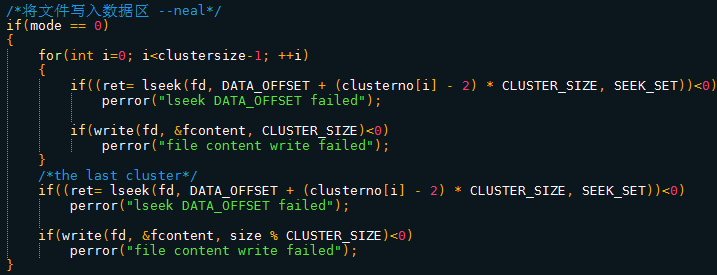 /*将文件写入数据区 --neal*/
if(mode == 0)
{
for(int i=0; i<clustersize-1; ++i)
{
if((ret= lseek(fd, DATA_OFFSET + (clusterno[i] - 2) * CLUSTER_SIZE, SEEK_SET))<0)
perror("lseek DATA_OFFSET failed");
if(write(fd, &fcontent, CLUSTER_SIZE)<0)
perror("file content write failed");
}
/*the last cluster*/
if((ret= lseek(fd, DATA_OFFSET + (clusterno[i] - 2) * CLUSTER_SIZE, SEEK_SET))<0)
perror("lseek DATA_OFFSET failed");
if(write(fd, &fcontent, size % CLUSTER_SIZE)<0)
perror("file content write failed");
}